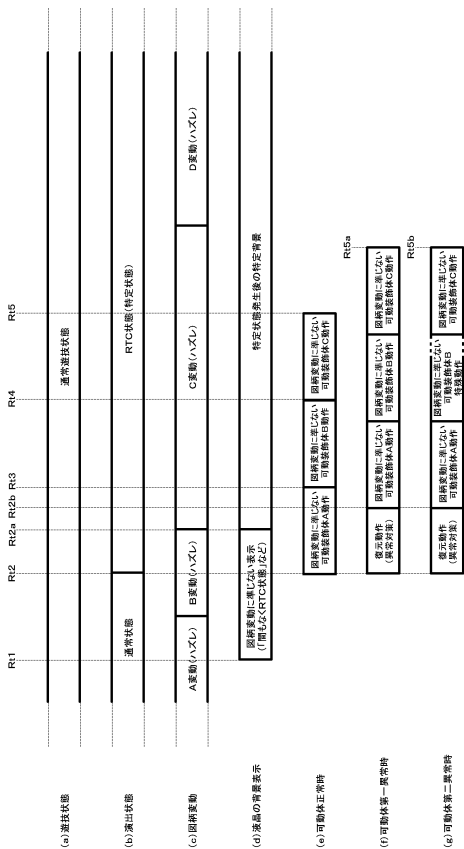 Rt1 Rt2 Rt2a Rt2b Rt3 Rt4 Rt5
(a)遊技状態
通常遊技状態
(b)演出状態
通常状態
RTC状態(特定状態)
(c)図柄変動
A変動(ハズレ)
B変動(ハズレ)
C変動(ハズレ)
D変動(ハズレ)
(d)液晶の背景表示
図柄変動に準じない表示
(「間もなくRTC状態」など)
特定状態発生後の特定背景
(e)可動体正常時
図柄変動に準じない
可動装飾体A動作
図柄変動に準じない
可動装飾体B動作
図柄変動に準じない
可動装飾体C動作
Rt5a
(f)可動体第一異常時
復元動作
(異常対策)
図柄変動に準じない
可動装飾体A動作
図柄変動に準じない
可動装飾体B動作
図柄変動に準じない
可動装飾体C動作
Rt5b
(g)可動体第二異常時
復元動作
(異常対策)
図柄変動に準じない
可動装飾体A動作
図柄変動に準じない
可動装飾体B
特殊動作
図柄変動に準じない
可動装飾体C動作